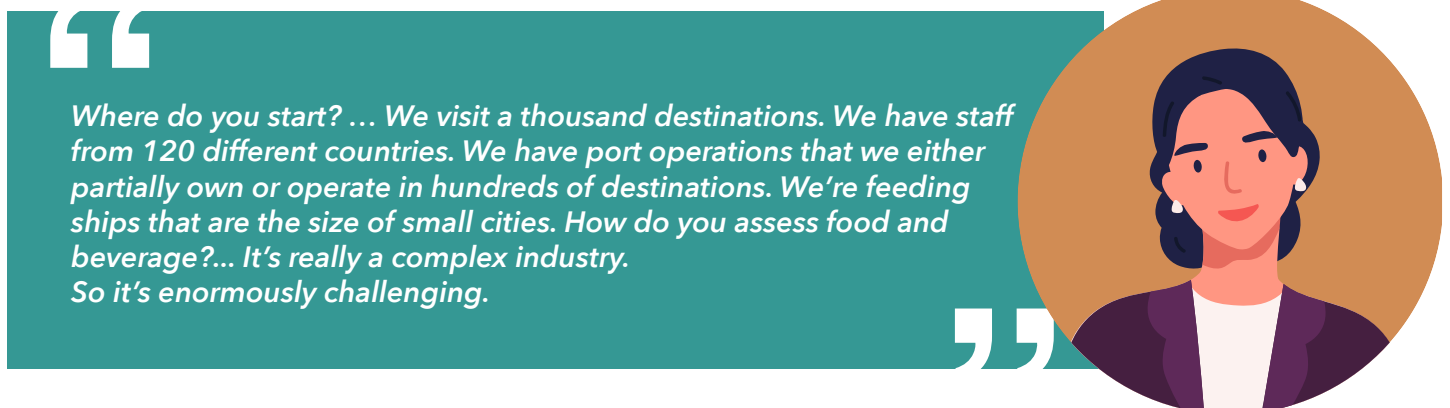 “
Where do you start? … We visit a thousand destinations. We have staff
from 120 different countries. We have port operations that we either
partially own or operate in hundreds of destinations. We’re feeding
ships that are the size of small cities. How do you assess food and
beverage?... It’s really a complex industry.
So it’s enormously challenging.
”